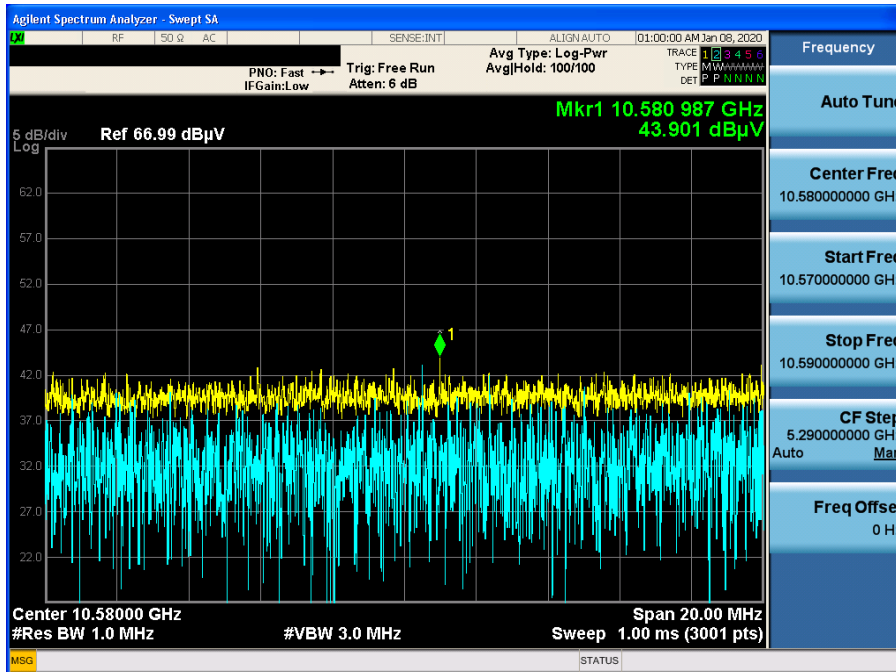 Agilent Spectrum Analyzer - Swept SA
LXI RF 50 Ω AC SENSE:INT ALIGN AUTO 01:00:00 AM Jan 08, 2020
PNO: Fast Trig: Free Run Avg Type: Log-Pwr TRACE 1 2 3 4 5 6
IFGain:Low Atten: 6 dB Avg|Hold: 100/100 TYPE M W W W W W
DET P P N N N N
Frequency
Mkr1 10.580 987 GHz
43.901 dBµV
5 dB/div Ref 66.99 dBµV
Log
62.0
57.0
52.0
47.0
42.0
37.0
32.0
27.0
22.0
1
Center 10.58000 GHz Span 20.00 MHz
#Res BW 1.0 MHz #VBW 3.0 MHz Sweep 1.00 ms (3001 pts)
Auto Tune
Center Fre
10.580000000 GH
Start Fre
10.570000000 GH
Stop Fre
10.590000000 GH
CF Step
5.290000000 GH
Auto Man
Freq Offse
0 H
MSG STATUS